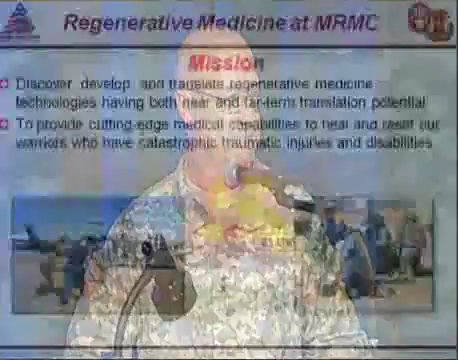 Regenerative Medicine at MRMC
Mission
Discover develop and translate regenerative medicine
technologies having both near and far-term translation potential
To provide cutting-edge medical capabilities to heal and reset our
warriors who have catastrophic traumatic injuries and disabilities